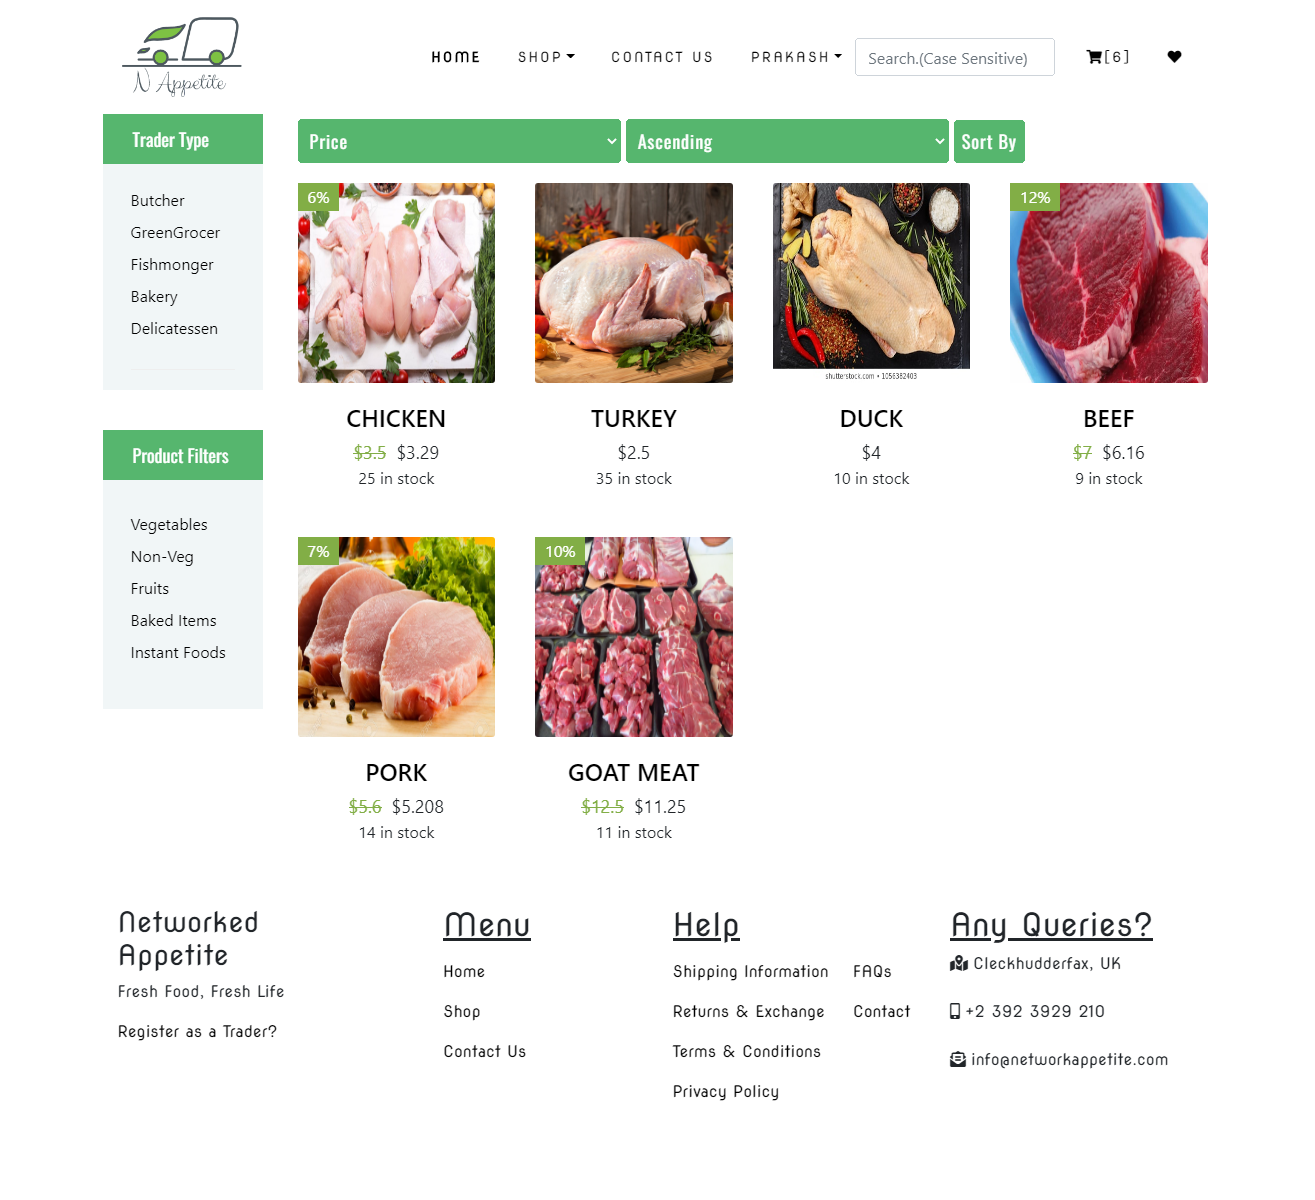 N Appetite
HOME SHOP CONTACT US PRAKASH Search.(Case Sensitive) [6]
Trader Type
Butcher
GreenGrocer
Fishmonger
Bakery
Delicatessen
Product Filters
Vegetables
Non-Veg
Fruits
Baked Items
Instant Foods
Price Ascending Sort By
6% 12%
shutterstock.com • 1056382403
CHICKEN TURKEY DUCK BEEF
$3.5 $3.29 $2.5 $4 $7 $6.16
25 in stock 35 in stock 10 in stock 9 in stock
7% 10%
PORK GOAT MEAT
$5.6 $5.208 $12.5 $11.25
14 in stock 11 in stock
Networked
Appetite
Fresh Food, Fresh Life
Register as a Trader?
Menu
Home
Shop
Contact Us
Help
Shipping Information FAQs
Returns & Exchange Contact
Terms & Conditions
Privacy Policy
Any Queries?
Cleckhudderfax, UK
+2 392 3929 210
info@networkappetite.com